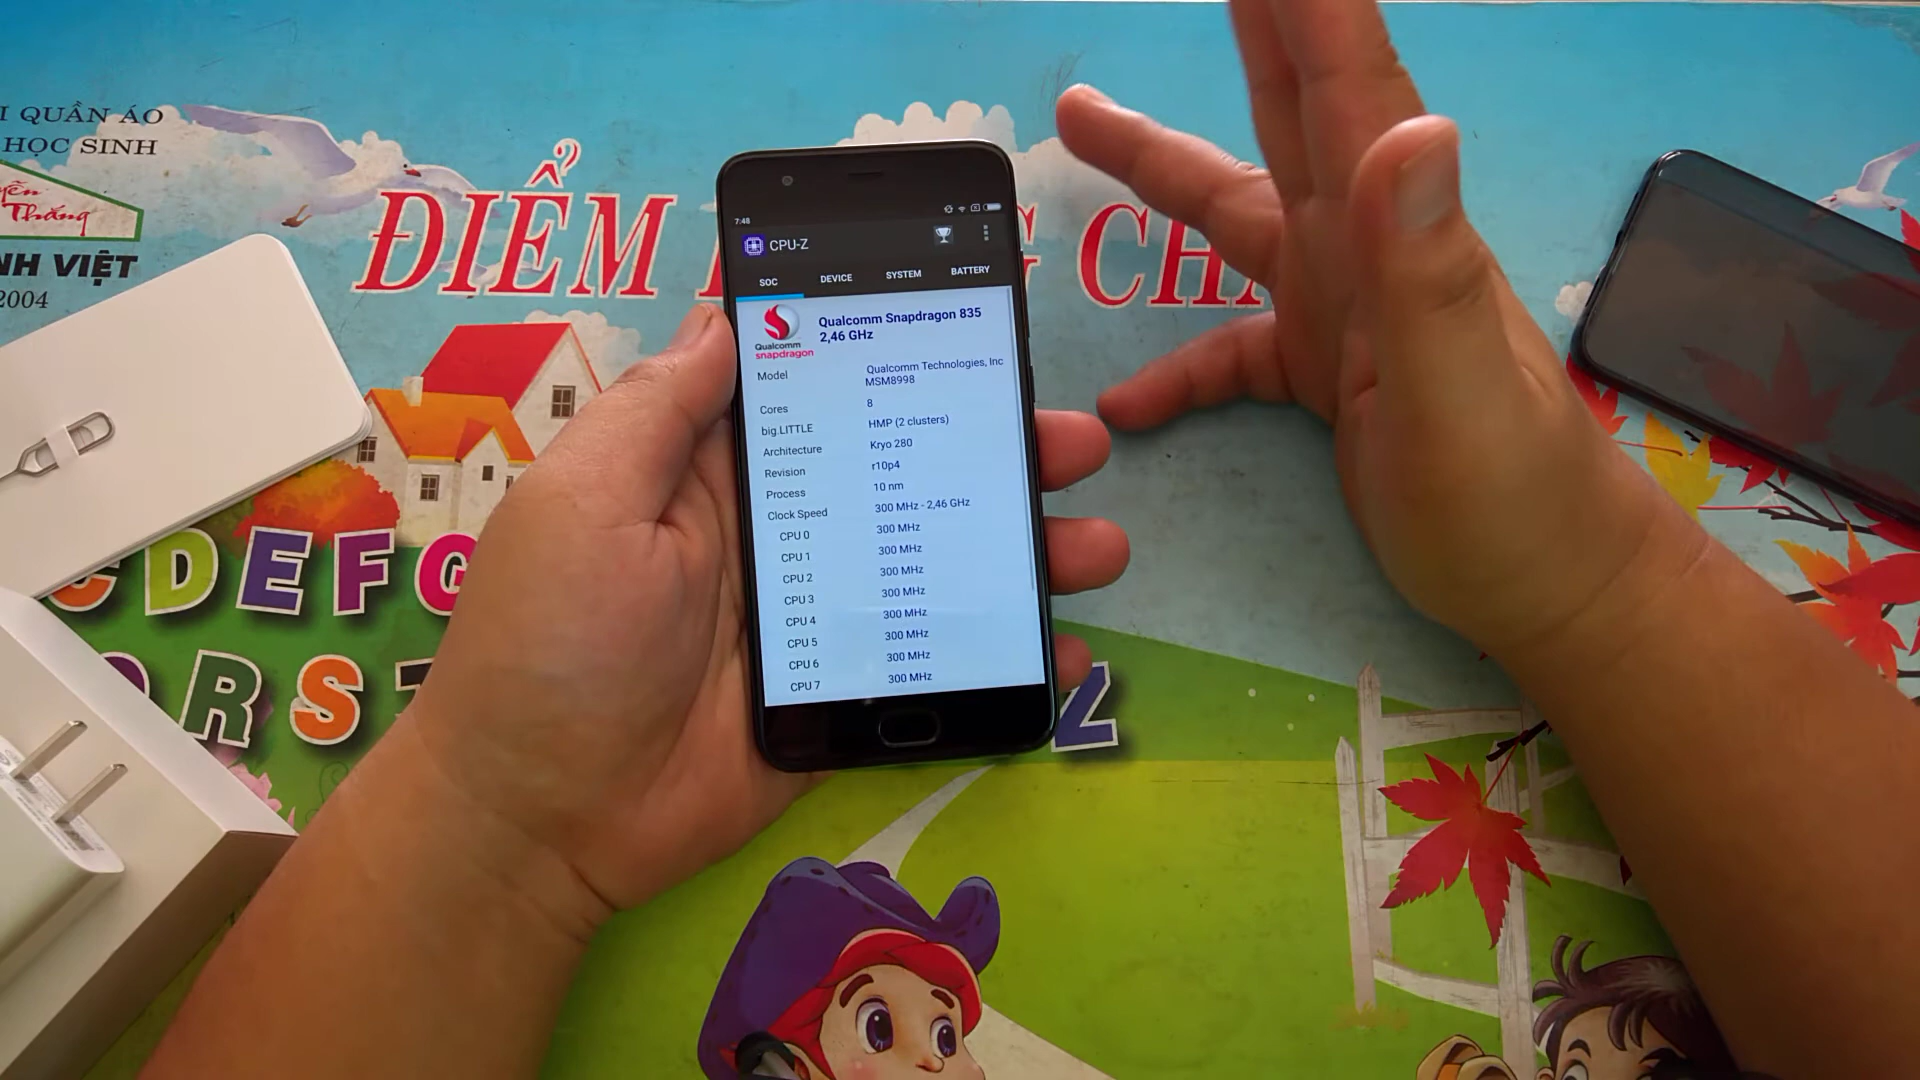 I QUẦN ÁO
HỌC SINH
Thắng
NH VIỆT
2004
ĐIỂM
G CH
C D E F G
R S
Z
7:48
CPU-Z
SOC DEVICE SYSTEM BATTERY
Qualcomm snapdragon
Qualcomm Snapdragon 835
2,46 GHz
Model Qualcomm Technologies, Inc
MSM8998
Cores 8
big.LITTLE HMP (2 clusters)
Architecture Kryo 280
Revision r10p4
Process 10 nm
Clock Speed 300 MHz - 2,46 GHz
CPU 0 300 MHz
CPU 1 300 MHz
CPU 2 300 MHz
CPU 3 300 MHz
CPU 4 300 MHz
CPU 5 300 MHz
CPU 6 300 MHz
CPU 7 300 MHz